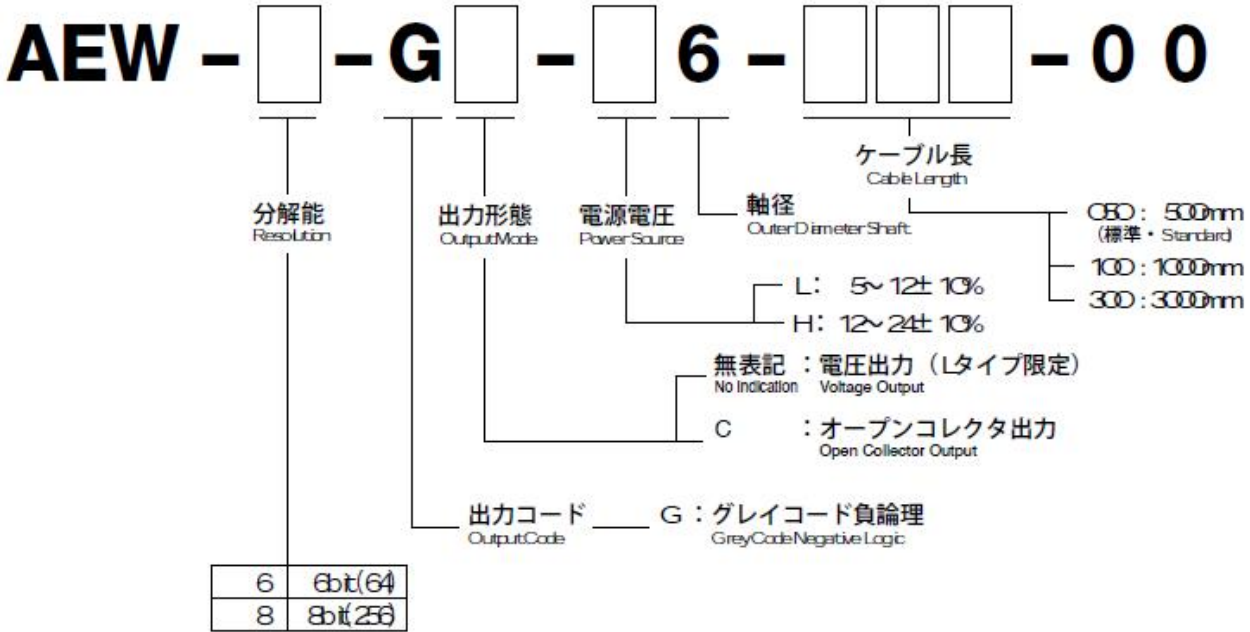 AEW – – G – 6 – – 0 0
ケーブル長
Cable Length
分解能
Resolution
出力形態
Output Mode
電源電圧
Power Source
軸径
Outer Diameter Shaft.
050 : 500mm
(標準・Standard)
100 : 1000mm
300 : 3000mm
L: 5~12±10%
H: 12~24±10%
無表記 : 電圧出力 (Lタイプ限定)
No Indication Voltage Output
C : オープンコレクタ出力
Open Collector Output
出力コード G : グレイコード負論理
Output Code Grey Code Negative Logic
6 6bit(64)
8 8bit(256)